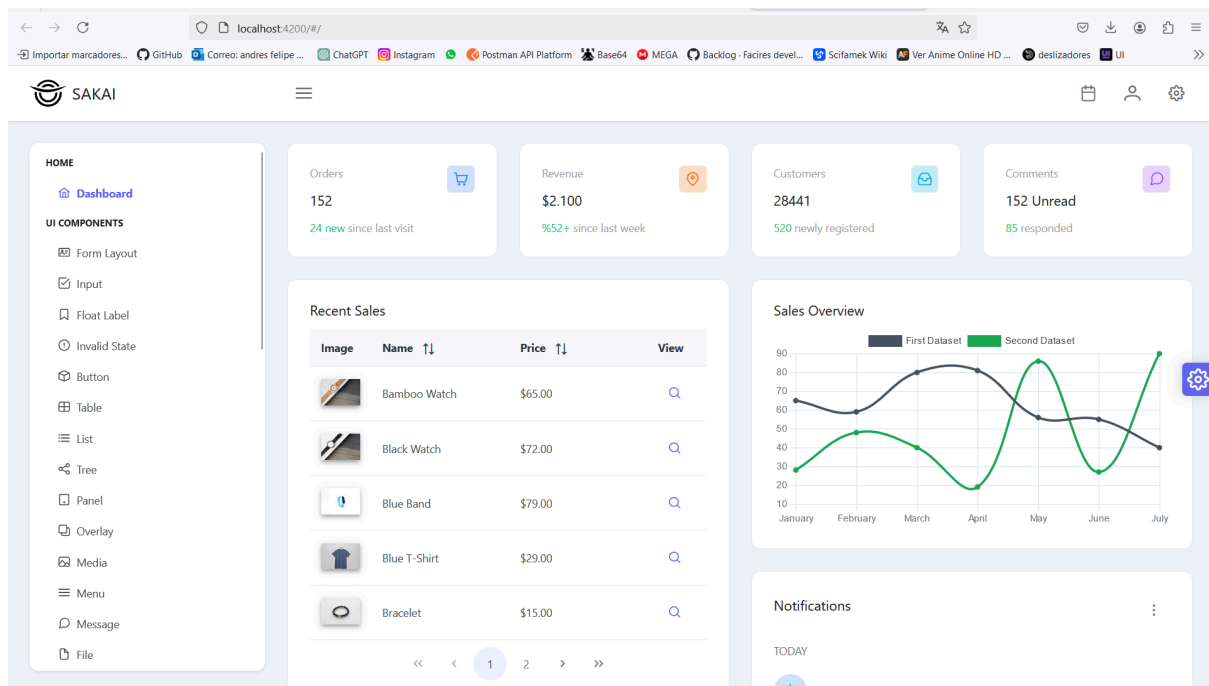 localhost:4200/#/
Importar marcadores... GitHub Correo: andres felipe ... ChatGPT Instagram Postman API Platform Base64 MEGA Backlog · Facires devel... Scifamek Wiki Ver Anime Online HD ... deslizadores UI
SAKAI
HOME
Dashboard
UI COMPONENTS
Form Layout
Input
Float Label
Invalid State
Button
Table
List
Tree
Panel
Overlay
Media
Menu
Message
File
Orders
152
24 new since last visit
Revenue
$2.100
%52+ since last week
Customers
28441
520 newly registered
Comments
152 Unread
85 responded
Recent Sales
Image Name Price View
Bamboo Watch $65.00
Black Watch $72.00
Blue Band $79.00
Blue T-Shirt $29.00
Bracelet $15.00
1 2
Sales Overview
First Dataset Second Dataset
90
80
70
60
50
40
30
20
10
January February March April May June July
Notifications
TODAY